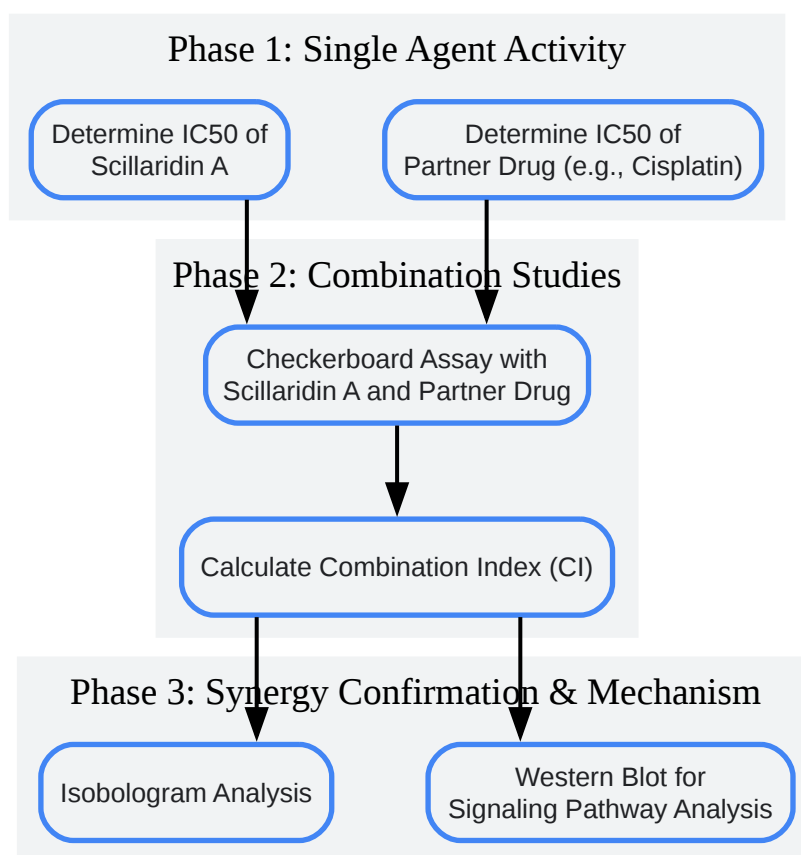 Phase 1: Single Agent Activity
Determine IC50 of
Scillaridin A
Determine IC50 of
Partner Drug (e.g., Cisplatin)
Phase 2: Combination Studies
Checkerboard Assay with
Scillaridin A and Partner Drug
Calculate Combination Index (CI)
Phase 3: Synergy Confirmation & Mechanism
Isobologram Analysis
Western Blot for
Signaling Pathway Analysis